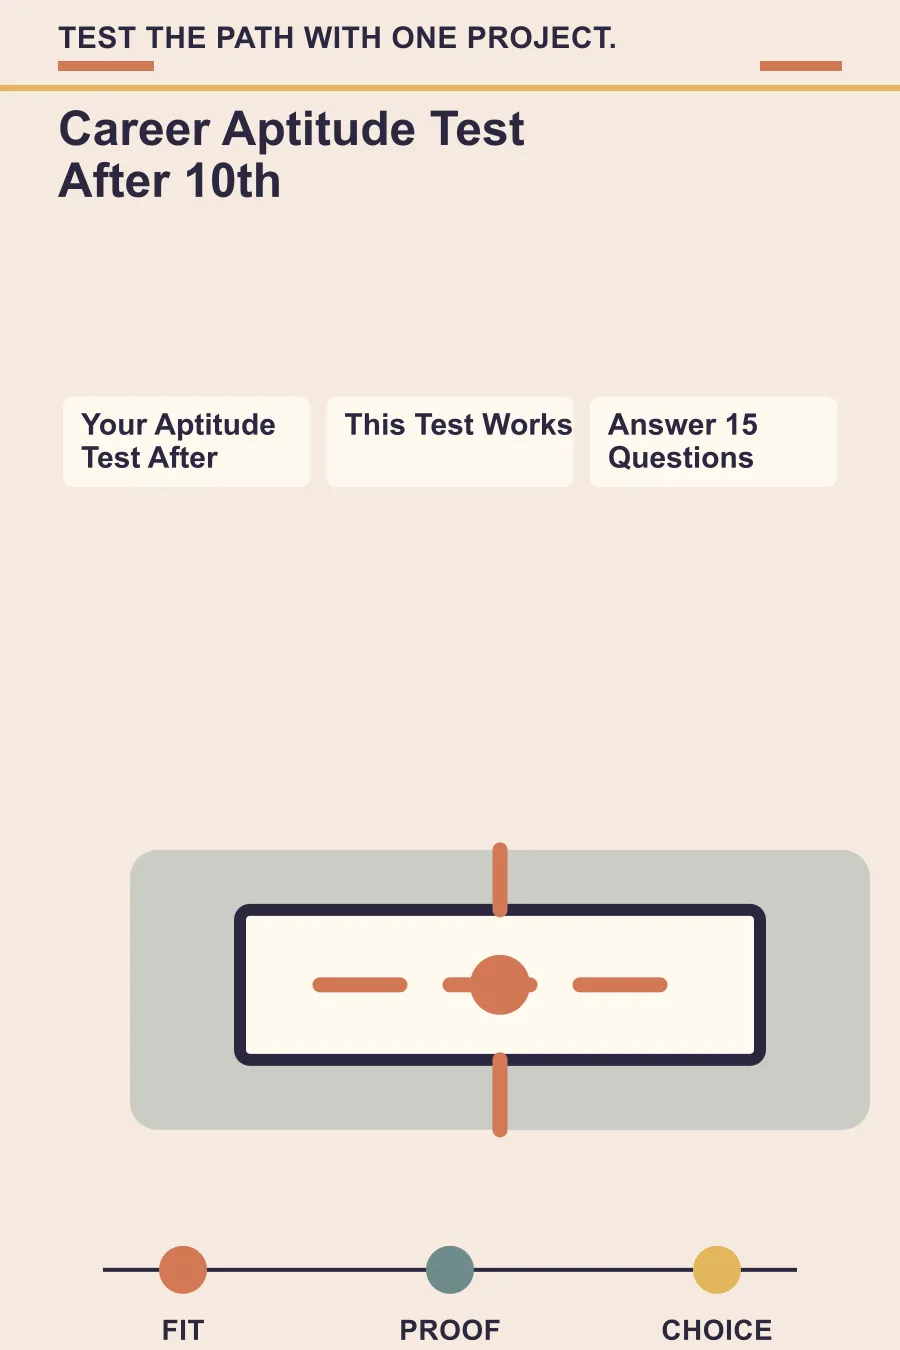 TEST THE PATH WITH ONE PROJECT.
Career Aptitude Test
After 10th
Your Aptitude
Test After
This Test Works
Answer 15
Questions
FIT
PROOF
CHOICE